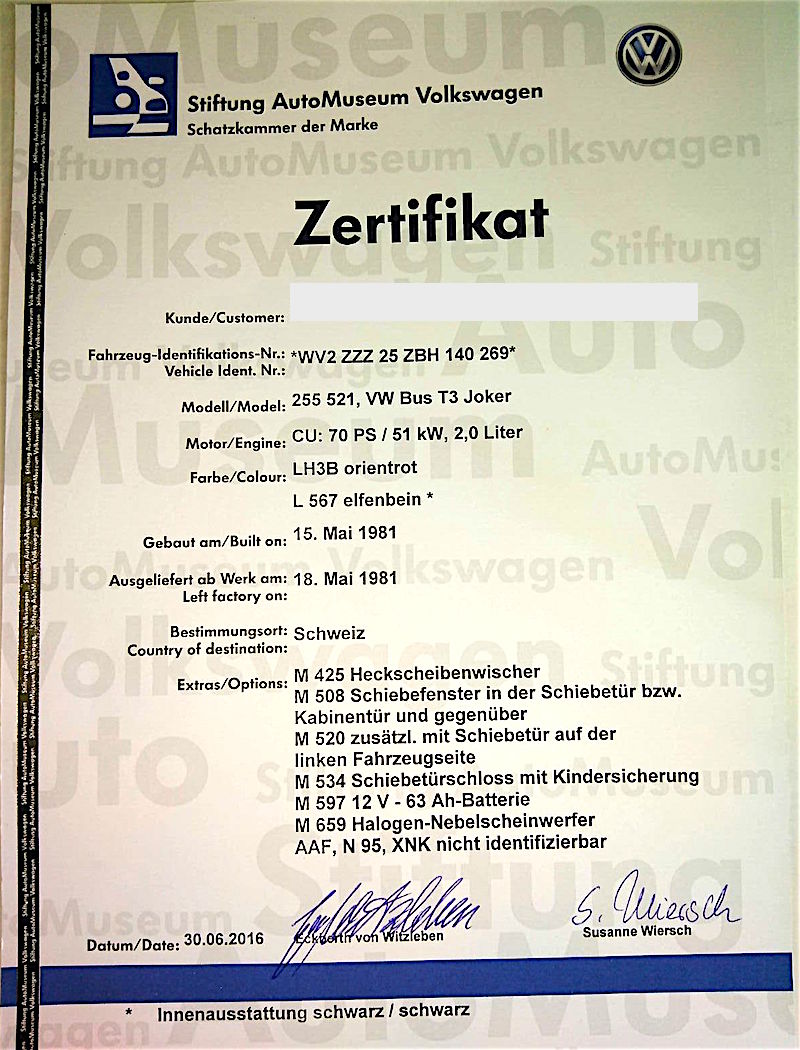 Stiftung AutoMuseum Volkswagen
Schatzkammer der Marke
Zertifikat
Kunde/Customer:
Fahrzeug-Identifikations-Nr.: *WV2 ZZZ 25 ZBH 140 269*
Vehicle Ident. Nr.:
Modell/Model: 255 521, VW Bus T3 Joker
Motor/Engine: CU: 70 PS / 51 kW, 2,0 Liter
Farbe/Colour: LH3B orientrot
L 567 elfenbein *
Gebaut am/Built on: 15. Mai 1981
Ausgeliefert ab Werk am: 18. Mai 1981
Left factory on:
Bestimmungsort: Schweiz
Country of destination:
Extras/Options: M 425 Heckscheibenwischer
M 508 Schiebefenster in der Schiebetür bzw.
Kabinentür und gegenüber
M 520 zusätzl. mit Schiebetür auf der
linken Fahrzeugseite
M 534 Schiebetürschloss mit Kindersicherung
M 597 12 V - 63 Ah-Batterie
M 659 Halogen-Nebelscheinwerfer
AAF, N 95, XNK nicht identifizierbar
S. Wiersch
Datum/Date: 30.06.2016 Eckberth von Witzleben Susanne Wiersch
* Innenausstattung schwarz / schwarz